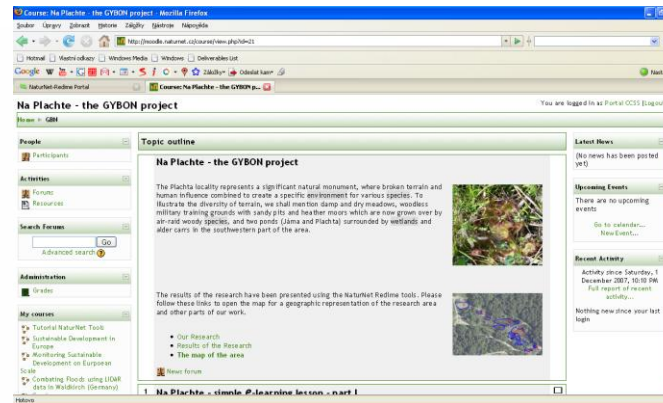 Course: Na Plachte - the GYBON project - Mozilla Firefox
Soubor Úpravy Zobrazit Historie Záložky Nástroje Nápověda
http://moodle.naturnet.cz/course/view.php?id=21
Hotmail Vlastní odkazy Windows Media Windows Deliverables List
Google Záložky Odeslat kam
NaturNet-Redime Portal
Course: Na Plachte - the GYBON p...
Na Plachte - the GYBON project
You are logged in as Portal CCSS (Logout
Home ► GBN
People
Participants
Activities
Forums
Resources
Search Forums
Go
Advanced search
Administration
Grades
My courses
Tutorial NaturNet Tools
Sustainable Development in
Europe
Monitoring Sustainable
Development on European
Scale
Combating Floods using LIDAR
data in Waldkirch (Germany)
Topic outline
Na Plachte - the GYBON project
The Plachta locality represents a significant natural monument, where broken terrain and
human influence combined to create a specific environment for various species. To
illustrate the diversity of terrain, we shall mention damp and dry meadows, woodless
military training grounds with sandy pits and heather moors which are now grown over by
air-raid woody species, and two ponds (Jáma and Plachta) surrounded by wetlands and
alder carrs in the southwestern part of the area.
The results of the research have been presented using the NaturNet Redime tools. Please
follow these links to open the map for a geographic representation of the research area
and other parts of our work.
• Our Research
• Results of the Research
• The map of the area
News forum
1 Na Plachte - simple e-learning lesson - part I
Latest News
(No news has been posted
yet)
Upcoming Events
There are no upcoming
events
Go to calendar...
New Event...
Recent Activity
Activity since Saturday, 1
December 2007, 10:10 PM
Full report of recent
activity...
Nothing new since your last
login
Hotovo